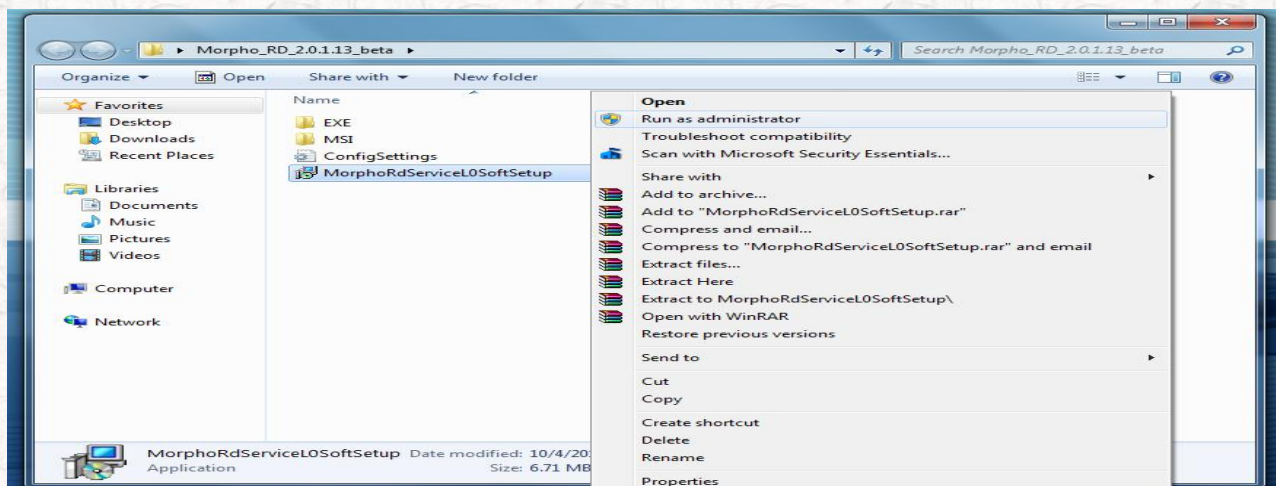 Morpho_RD_2.0.1.13_beta
Search Morpho_RD_2.0.1.13_beta
Organize Open Share with New folder
Favorites
Desktop
Downloads
Recent Places
Libraries
Documents
Music
Pictures
Videos
Computer
Network
Name
EXE
MSI
ConfigSettings
MorphoRdServiceL0SoftSetup
Open
Run as administrator
Troubleshoot compatibility
Scan with Microsoft Security Essentials...
Share with
Add to archive...
Add to "MorphoRdServiceL0SoftSetup.rar"
Compress and email...
Compress to "MorphoRdServiceL0SoftSetup.rar" and email
Extract files...
Extract Here
Extract to MorphoRdServiceL0SoftSetup\
Open with WinRAR
Restore previous versions
Send to
Cut
Copy
Create shortcut
Delete
Rename
Properties
MorphoRdServiceL0SoftSetup Date modified: 10/4/20
Application Size: 6.71 MB